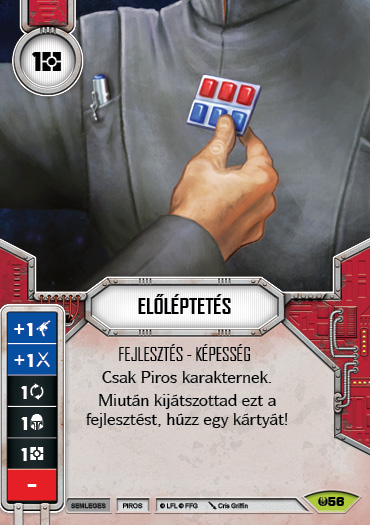 1
ELŐLÉPTETÉS
FEJLESZTÉS - KÉPESSÉG
Csak Piros karakternek.
Miután kijátszottad ezt a
fejlesztést, húzz egy kártyát!
+1
+1
1
1
1
–
SEMLEGES
PIROS
© LFL © FFG
Cris Griffin
56